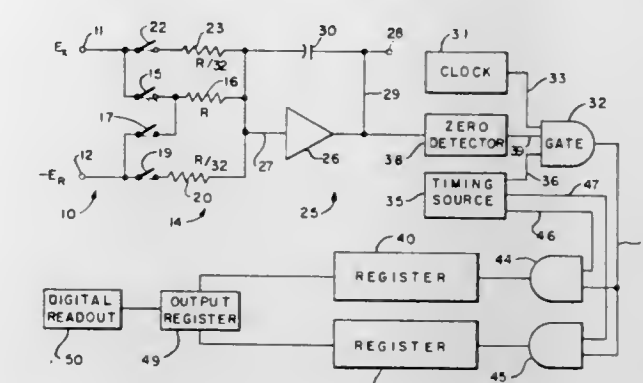 Eₓ 11 22 23 30 28 31
R/32 CLOCK
15 16 29 33 32
R
17 ZERO DETECTOR 39 GATE
19 R/32 27 26 38
-E_R 12 20 36 47
10 14 25 35 TIMING SOURCE
46
40 44
DIGITAL READOUT OUTPUT REGISTER REGISTER
50 49 REGISTER 45